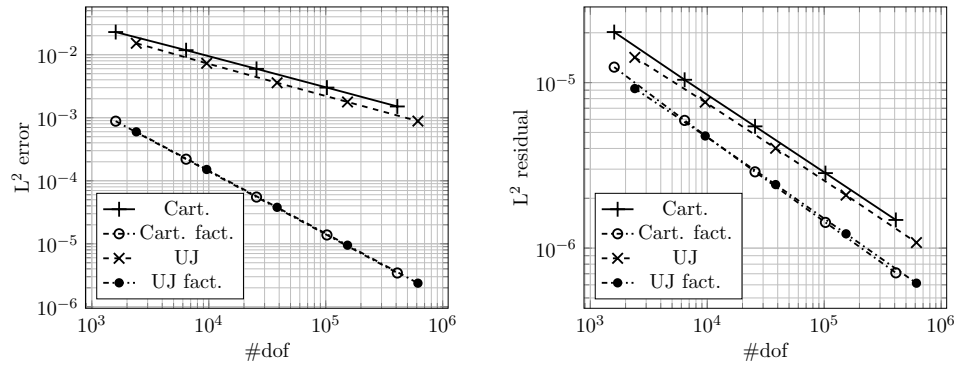 10^−2
10^−3
10^−4
10^−5
10^−6
L^2 error
Cart.
Cart. fact.
UJ
UJ fact.
10^3 10^4 10^5 10^6
#dof
10^−5
10^−6
L^2 residual
Cart.
Cart. fact.
UJ
UJ fact.
10^3 10^4 10^5 10^6
#dof